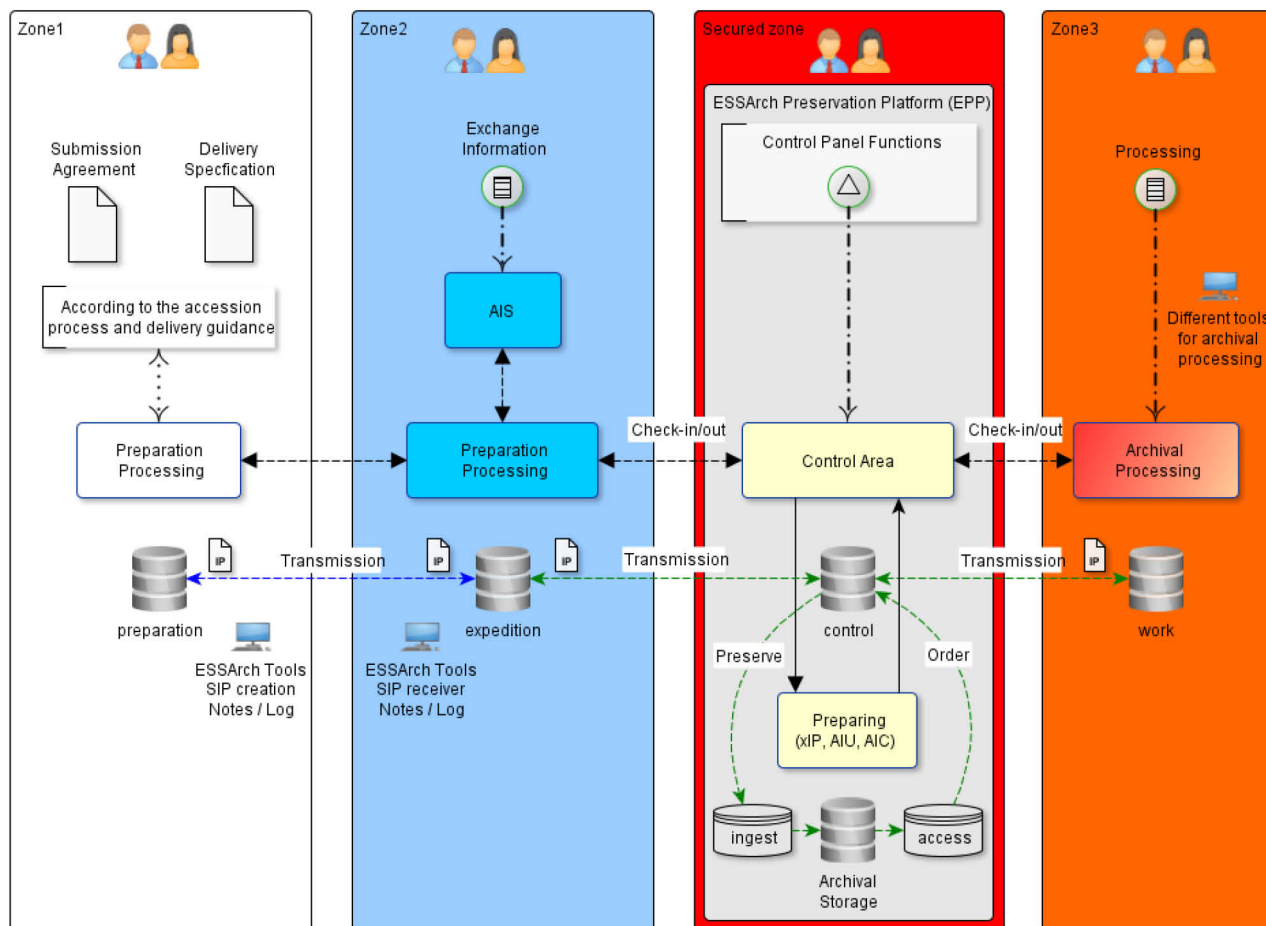 Zone1
Zone2
Secured zone
Zone3
ESSArch Preservation Platform (EPP)
Submission
Agreement
Delivery
Specfication
Exchange
Information
Control Panel Functions
Processing
According to the accession
process and delivery guidance
AIS
Different tools
for archival
processing
Preparation
Processing
Preparation
Processing
Check-in/out
Control Area
Check-in/out
Archival
Processing
IP
Transmission
IP
IP
Transmission
Transmission
IP
preparation
expedition
control
work
ESSArch Tools
SIP creation
Notes / Log
ESSArch Tools
SIP receiver
Notes / Log
Preserve
Order
Preparing
(xIP, AIU, AIC)
ingest
access
Archival
Storage